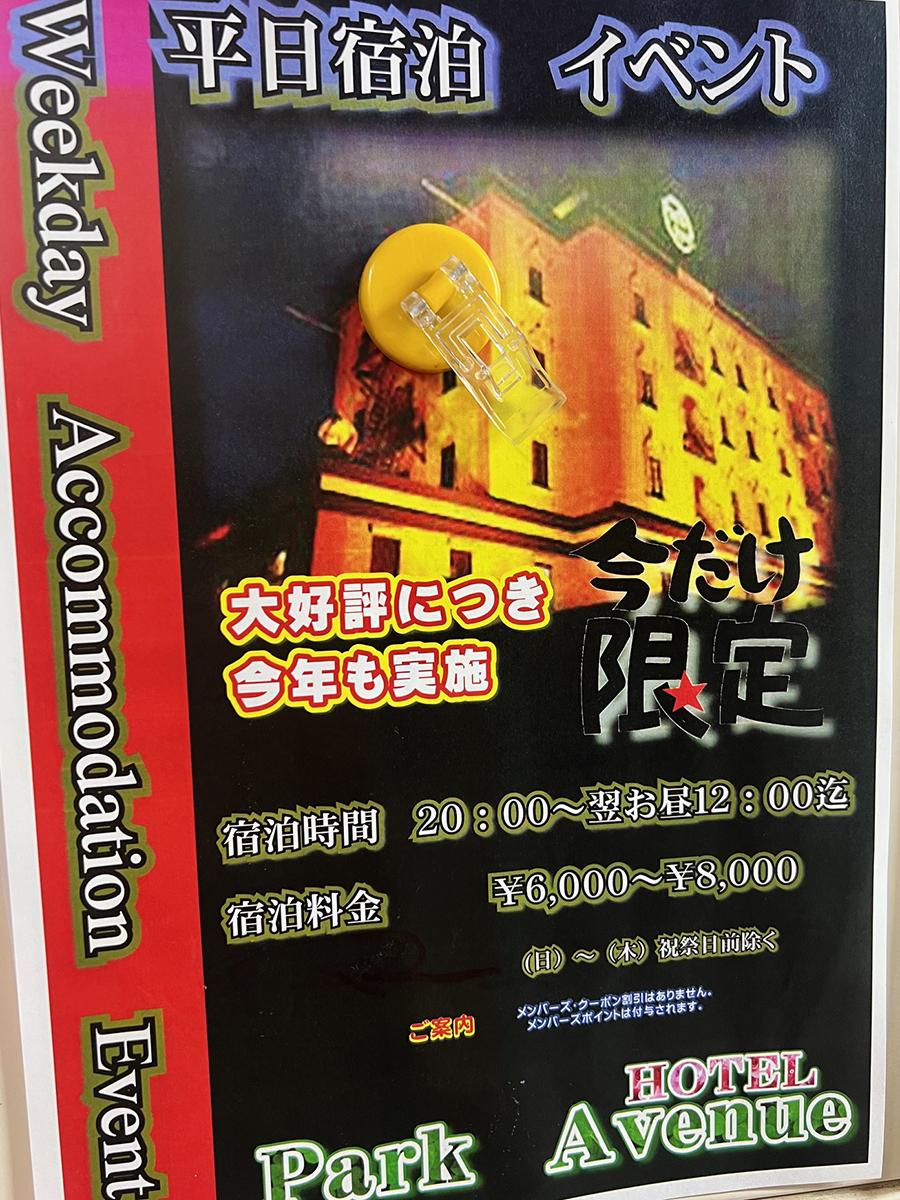 平日宿泊 イベント
Weekday Accommodation Event
大好評につき
今年も実施
今だけ
限定
宿泊時間 20:00～翌お昼12:00迄
宿泊料金 ¥6,000～¥8,000
(日)～(木)祝祭日前除く
ご案内
メンバーズ・クーポン割引はありません。
メンバーズポイントは付与されます。
HOTEL
Park Avenue